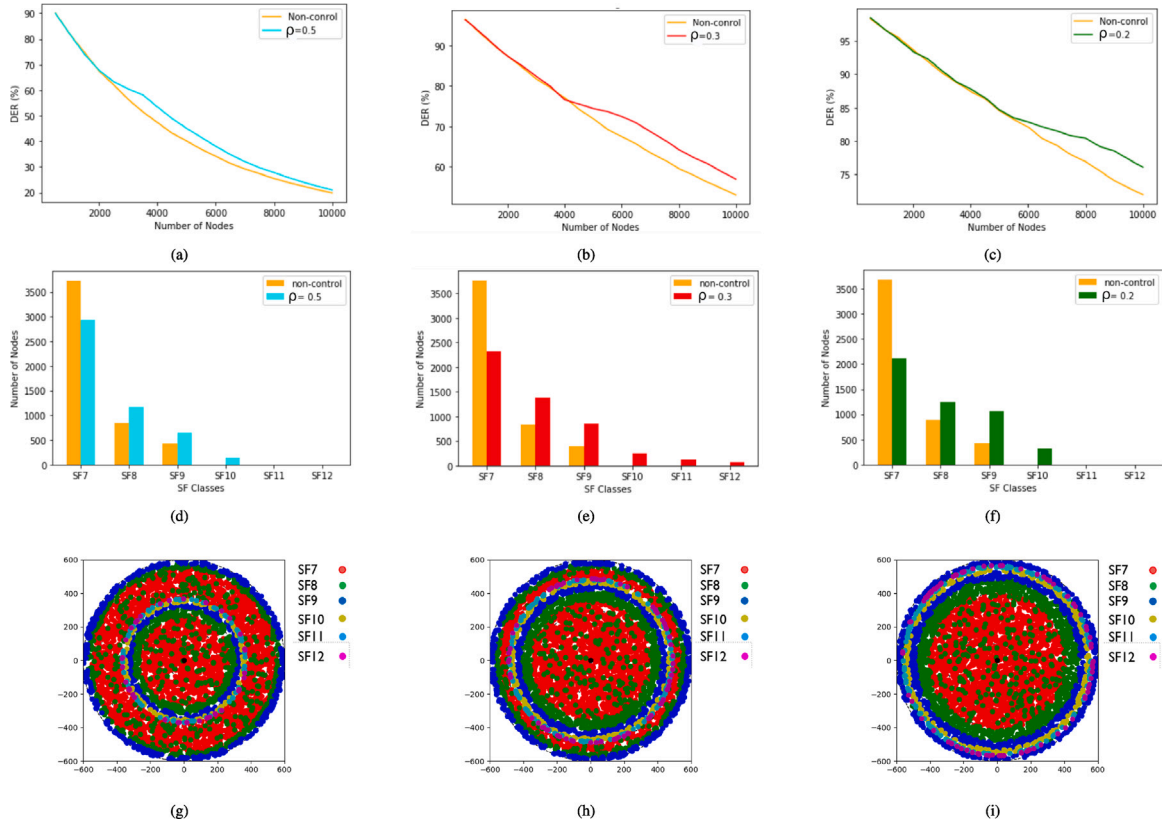 Non-conrol
ρ=0.5
90
80
70
60
50
40
30
20
DER (%)
2000 4000 6000 8000 10000
Number of Nodes
(a)
Non-conrol
ρ=0.3
90
80
70
60
DER (%)
2000 4000 6000 8000 10000
Number of Nodes
(b)
Non-conrol
ρ=0.2
95
90
85
80
75
DER (%)
2000 4000 6000 8000 10000
Number of Nodes
(c)
non-control
ρ= 0.5
3500
3000
2500
2000
1500
1000
500
0
Number of Nodes
SF7 SF8 SF9 SF10 SF11 SF12
SF Classes
(d)
non-control
ρ= 0.3
3500
3000
2500
2000
1500
1000
500
0
Number of Nodes
SF7 SF8 SF9 SF10 SF11 SF12
SF Classes
(e)
non-control
ρ= 0.2
3500
3000
2500
2000
1500
1000
500
0
Number of Nodes
SF7 SF8 SF9 SF10 SF11 SF12
SF Classes
(f)
600
400
200
0
−200
−400
−600
−600 −400 −200 0 200 400 600
SF7
SF8
SF9
SF10
SF11
SF12
(g)
600
400
200
0
−200
−400
−600
−600 −400 −200 0 200 400 600
SF7
SF8
SF9
SF10
SF11
SF12
(h)
600
400
200
0
−200
−400
−600
−600 −400 −200 0 200 400 600
SF7
SF8
SF9
SF10
SF11
SF12
(i)